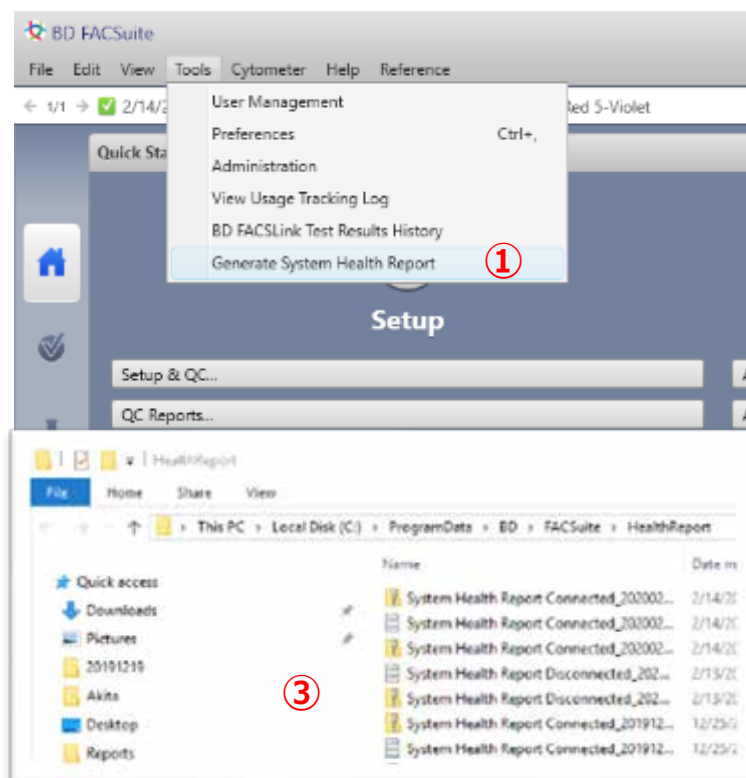 BD FACSuite
File Edit View Tools Cytometer Help Reference
1/1 2/14/2 Red 5-Violet
User Management
Preferences Ctrl+,
Administration
View Usage Tracking Log
BD FACSLink Test Results History
Generate System Health Report ①
Quick Sta
Setup
Setup & QC...
QC Reports...
HealthReport
File Home Share View
This PC › Local Disk (C:) › ProgramData › BD › FACSuite › HealthReport
Name Date m
Quick access
Downloads
Pictures
20191219
Akita
Desktop
Reports
③
System Health Report Connected_202002... 2/14/20
System Health Report Connected_202002... 2/14/20
System Health Report Connected_202002... 2/14/20
System Health Report Disconnected_202... 2/13/20
System Health Report Disconnected_202... 2/13/20
System Health Report Connected_201912... 12/25/2
System Health Report Connected_201912... 12/25/2